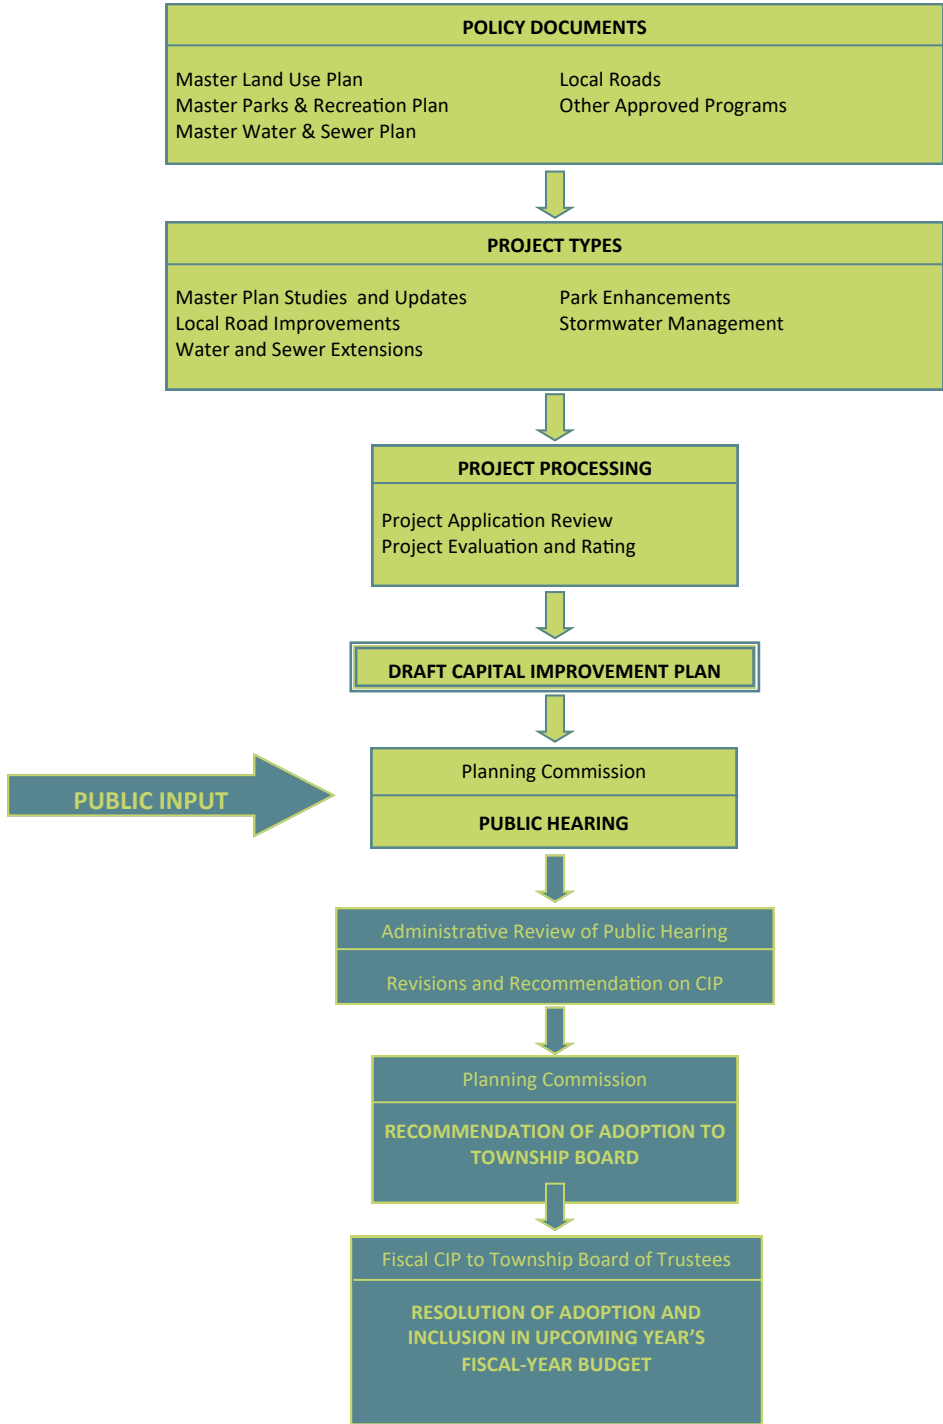 POLICY DOCUMENTS
Master Land Use Plan
Master Parks & Recreation Plan
Master Water & Sewer Plan
Local Roads
Other Approved Programs
PROJECT TYPES
Master Plan Studies and Updates
Local Road Improvements
Water and Sewer Extensions
Park Enhancements
Stormwater Management
PROJECT PROCESSING
Project Application Review
Project Evaluation and Rating
DRAFT CAPITAL IMPROVEMENT PLAN
Planning Commission
PUBLIC INPUT
PUBLIC HEARING
Administrative Review of Public Hearing
Revisions and Recommendation on CIP
Planning Commission
RECOMMENDATION OF ADOPTION TO
TOWNSHIP BOARD
Fiscal CIP to Township Board of Trustees
RESOLUTION OF ADOPTION AND
INCLUSION IN UPCOMING YEAR’S
FISCAL-YEAR BUDGET